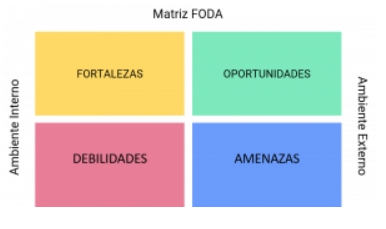 Matriz FODA
Ambiente Interno
FORTALEZAS
OPORTUNIDADES
DEBILIDADES
AMENAZAS
Ambiente Externo